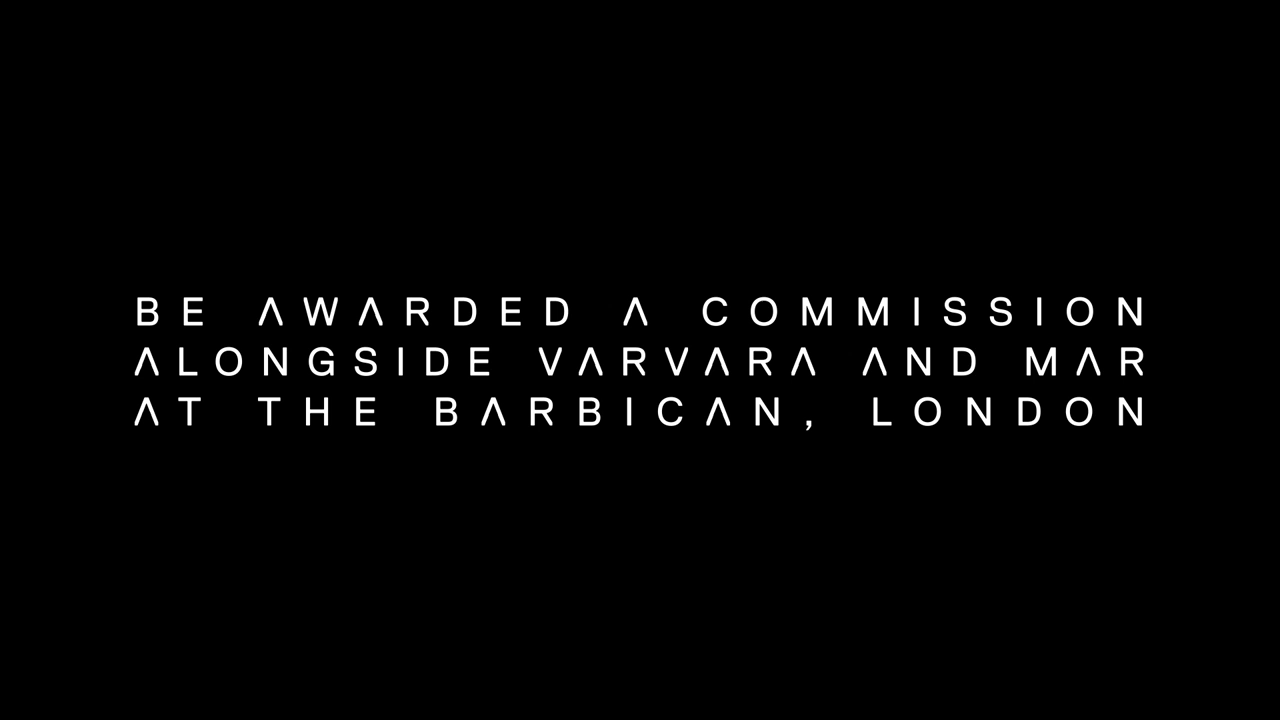 BE AWARDED A COMMISSION
ALONGSIDE VARVARA AND MAR
AT THE BARBICAN, LONDON